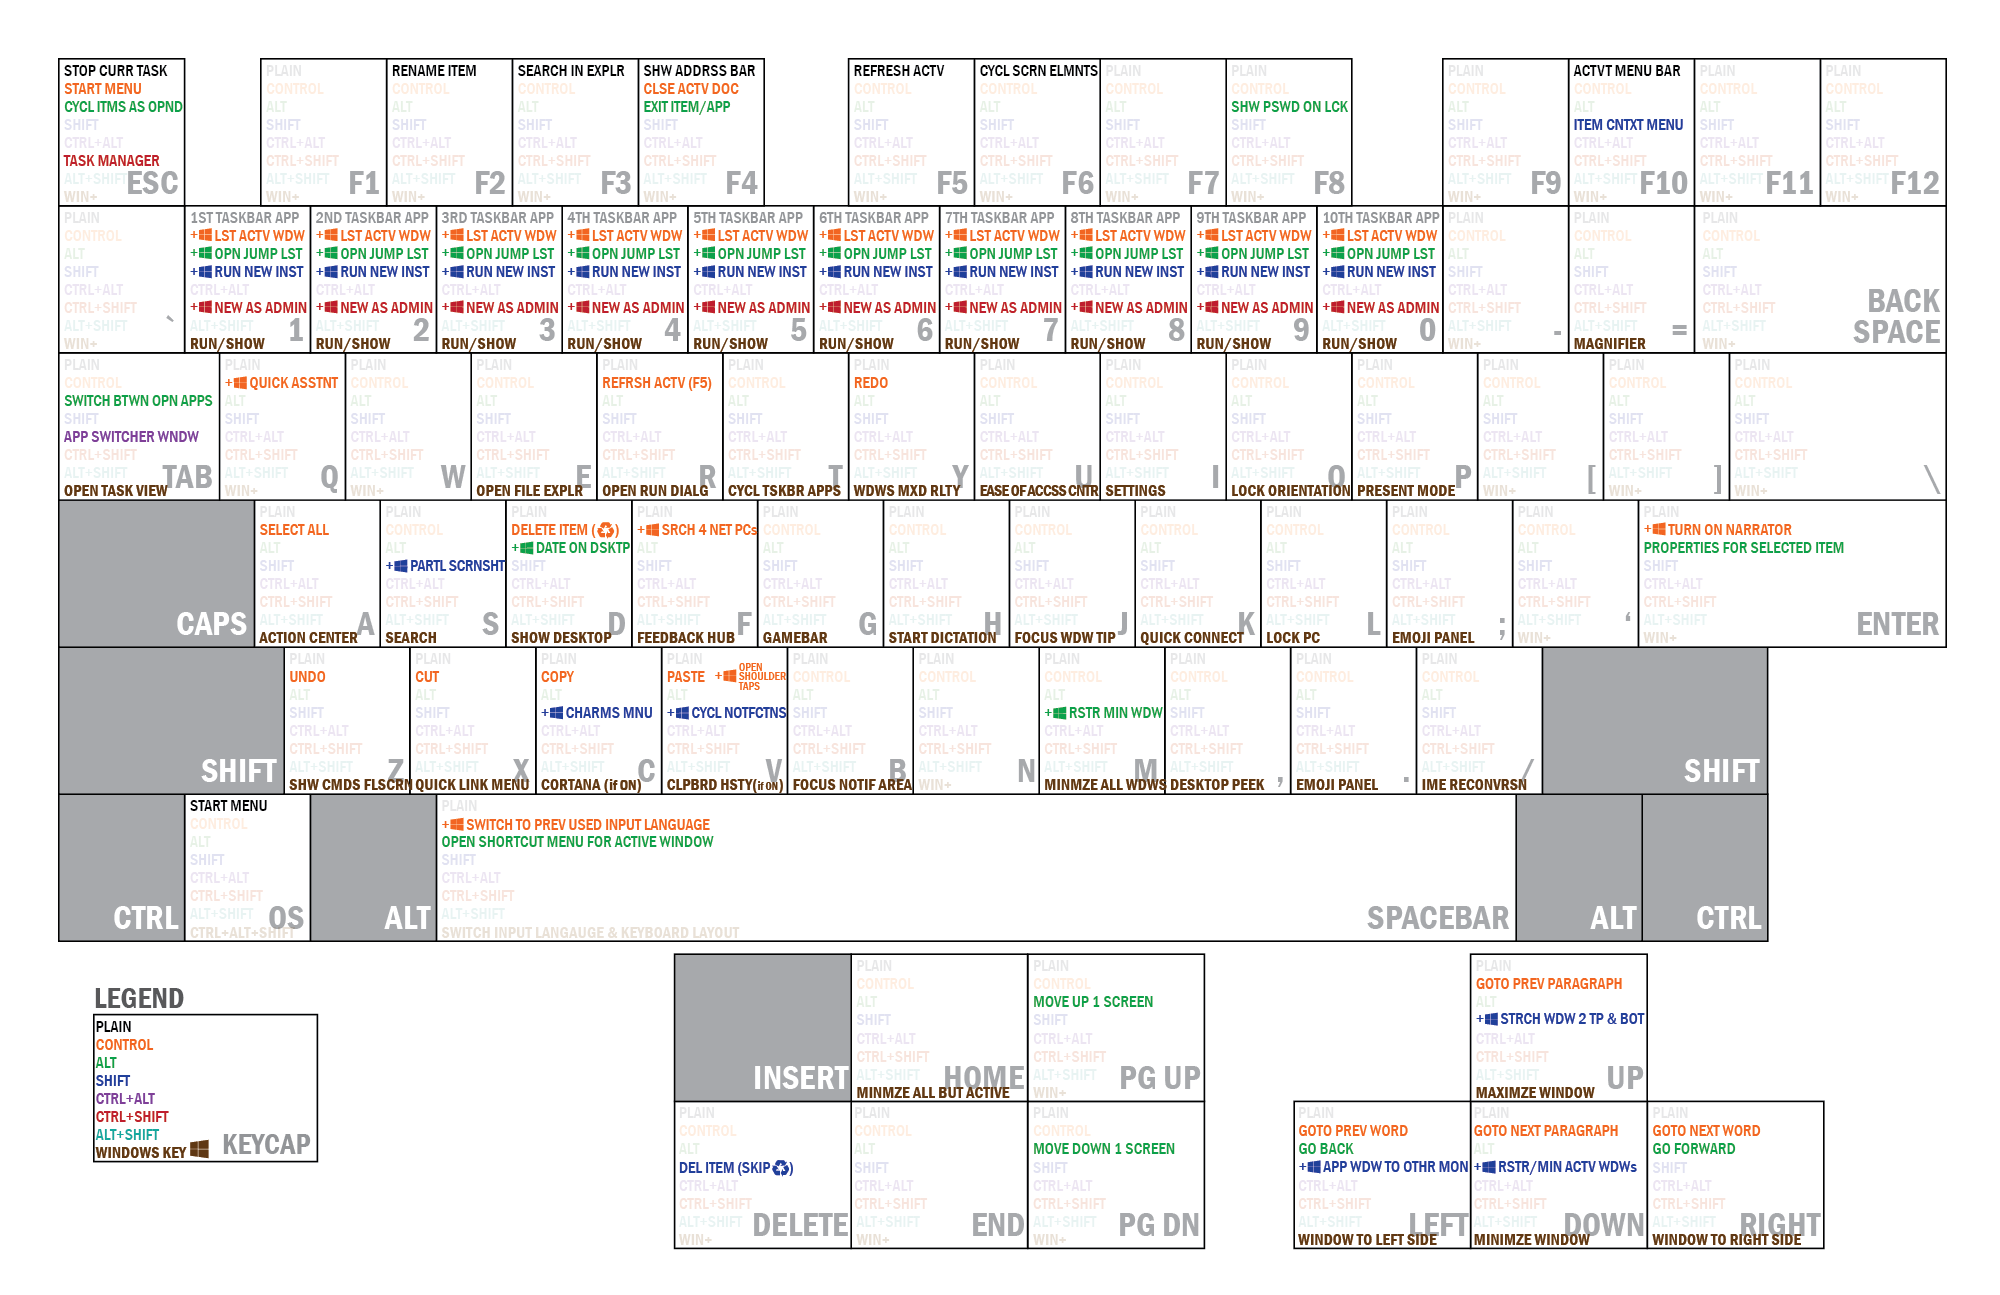 STOP CURR TASK
START MENU
CYCL ITMS AS OPND
SHIFT
CTRL+ALT
TASK MANAGER
ALT+SHIFT
WIN+
ESC
PLAIN
CONTROL
ALT
SHIFT
CTRL+ALT
CTRL+SHIFT
ALT+SHIFT
WIN+
F1
RENAME ITEM
CONTROL
ALT
SHIFT
CTRL+ALT
CTRL+SHIFT
ALT+SHIFT
WIN+
F2
SEARCH IN EXPLR
CONTROL
ALT
SHIFT
CTRL+ALT
CTRL+SHIFT
ALT+SHIFT
WIN+
F3
SHW ADDRSS BAR
CLSE ACTV DOC
EXIT ITEM/APP
SHIFT
CTRL+ALT
CTRL+SHIFT
ALT+SHIFT
WIN+
F4
REFRESH ACTV
CONTROL
ALT
SHIFT
CTRL+ALT
CTRL+SHIFT
ALT+SHIFT
WIN+
F5
CYCL SCRN ELMNTS
CONTROL
ALT
SHIFT
CTRL+ALT
CTRL+SHIFT
ALT+SHIFT
WIN+
F6
PLAIN
CONTROL
ALT
SHIFT
CTRL+ALT
CTRL+SHIFT
ALT+SHIFT
WIN+
F7
PLAIN
CONTROL
SHW PSWD ON LCK
SHIFT
CTRL+ALT
CTRL+SHIFT
ALT+SHIFT
WIN+
F8
PLAIN
CONTROL
ALT
SHIFT
CTRL+ALT
CTRL+SHIFT
ALT+SHIFT
WIN+
F9
ACTVT MENU BAR
CONTROL
ALT
ITEM CNTXT MENU
CTRL+ALT
CTRL+SHIFT
ALT+SHIFT
WIN+
F10
PLAIN
CONTROL
ALT
SHIFT
CTRL+ALT
CTRL+SHIFT
ALT+SHIFT
WIN+
F11
PLAIN
CONTROL
ALT
SHIFT
CTRL+ALT
CTRL+SHIFT
ALT+SHIFT
WIN+
F12
PLAIN
CONTROL
ALT
SHIFT
CTRL+ALT
CTRL+SHIFT
ALT+SHIFT
WIN+
`
1ST TASKBAR APP
+ LST ACTV WDW
+ OPN JUMP LST
+ RUN NEW INST
CTRL+ALT
+ NEW AS ADMIN
ALT+SHIFT
RUN/SHOW
1
2ND TASKBAR APP
+ LST ACTV WDW
+ OPN JUMP LST
+ RUN NEW INST
CTRL+ALT
+ NEW AS ADMIN
ALT+SHIFT
RUN/SHOW
2
3RD TASKBAR APP
+ LST ACTV WDW
+ OPN JUMP LST
+ RUN NEW INST
CTRL+ALT
+ NEW AS ADMIN
ALT+SHIFT
RUN/SHOW
3
4TH TASKBAR APP
+ LST ACTV WDW
+ OPN JUMP LST
+ RUN NEW INST
CTRL+ALT
+ NEW AS ADMIN
ALT+SHIFT
RUN/SHOW
4
5TH TASKBAR APP
+ LST ACTV WDW
+ OPN JUMP LST
+ RUN NEW INST
CTRL+ALT
+ NEW AS ADMIN
ALT+SHIFT
RUN/SHOW
5
6TH TASKBAR APP
+ LST ACTV WDW
+ OPN JUMP LST
+ RUN NEW INST
CTRL+ALT
+ NEW AS ADMIN
ALT+SHIFT
RUN/SHOW
6
7TH TASKBAR APP
+ LST ACTV WDW
+ OPN JUMP LST
+ RUN NEW INST
CTRL+ALT
+ NEW AS ADMIN
ALT+SHIFT
RUN/SHOW
7
8TH TASKBAR APP
+ LST ACTV WDW
+ OPN JUMP LST
+ RUN NEW INST
CTRL+ALT
+ NEW AS ADMIN
ALT+SHIFT
RUN/SHOW
8
9TH TASKBAR APP
+ LST ACTV WDW
+ OPN JUMP LST
+ RUN NEW INST
CTRL+ALT
+ NEW AS ADMIN
ALT+SHIFT
RUN/SHOW
9
10TH TASKBAR APP
+ LST ACTV WDW
+ OPN JUMP LST
+ RUN NEW INST
CTRL+ALT
+ NEW AS ADMIN
ALT+SHIFT
RUN/SHOW
0
PLAIN
CONTROL
ALT
SHIFT
CTRL+ALT
CTRL+SHIFT
ALT+SHIFT
WIN+
-
PLAIN
CONTROL
ALT
SHIFT
CTRL+ALT
CTRL+SHIFT
ALT+SHIFT
MAGNIFIER
=
PLAIN
CONTROL
ALT
SHIFT
CTRL+ALT
CTRL+SHIFT
ALT+SHIFT
WIN+
BACK
SPACE
PLAIN
CONTROL
SWITCH BTWN OPN APPS
SHIFT
APP SWITCHER WNDW
CTRL+SHIFT
ALT+SHIFT
OPEN TASK VIEW
TAB
PLAIN
+ QUICK ASSTNT
ALT
SHIFT
CTRL+ALT
CTRL+SHIFT
ALT+SHIFT
WIN+
Q
PLAIN
CONTROL
ALT
SHIFT
CTRL+ALT
CTRL+SHIFT
ALT+SHIFT
WIN+
W
PLAIN
CONTROL
ALT
SHIFT
CTRL+ALT
CTRL+SHIFT
ALT+SHIFT
OPEN FILE EXPLR
E
PLAIN
REFRSH ACTV (F5)
ALT
SHIFT
CTRL+ALT
CTRL+SHIFT
ALT+SHIFT
OPEN RUN DIALG
R
PLAIN
CONTROL
ALT
SHIFT
CTRL+ALT
CTRL+SHIFT
ALT+SHIFT
CYCL TSKBR APPS
T
PLAIN
REDO
ALT
SHIFT
CTRL+ALT
CTRL+SHIFT
ALT+SHIFT
WDWS MXD RLTY
Y
PLAIN
CONTROL
ALT
SHIFT
CTRL+ALT
CTRL+SHIFT
ALT+SHIFT
EASE OF ACCSS CNTR
U
PLAIN
CONTROL
ALT
SHIFT
CTRL+ALT
CTRL+SHIFT
ALT+SHIFT
SETTINGS
I
PLAIN
CONTROL
ALT
SHIFT
CTRL+ALT
CTRL+SHIFT
ALT+SHIFT
LOCK ORIENTATION
O
PLAIN
CONTROL
ALT
SHIFT
CTRL+ALT
CTRL+SHIFT
ALT+SHIFT
PRESENT MODE
P
PLAIN
CONTROL
ALT
SHIFT
CTRL+ALT
CTRL+SHIFT
ALT+SHIFT
WIN+
[
PLAIN
CONTROL
ALT
SHIFT
CTRL+ALT
CTRL+SHIFT
ALT+SHIFT
WIN+
]
PLAIN
CONTROL
ALT
SHIFT
CTRL+ALT
CTRL+SHIFT
ALT+SHIFT
WIN+
\
CAPS
PLAIN
SELECT ALL
ALT
SHIFT
CTRL+ALT
CTRL+SHIFT
ALT+SHIFT
ACTION CENTER
A
PLAIN
CONTROL
ALT
+ PARTL SCRNSHT
CTRL+ALT
CTRL+SHIFT
ALT+SHIFT
SEARCH
S
PLAIN
DELETE ITEM (♻)
+ DATE ON DSKTP
SHIFT
CTRL+ALT
CTRL+SHIFT
ALT+SHIFT
SHOW DESKTOP
D
PLAIN
+ SRCH 4 NET PCs
ALT
SHIFT
CTRL+ALT
CTRL+SHIFT
ALT+SHIFT
FEEDBACK HUB
F
PLAIN
CONTROL
ALT
SHIFT
CTRL+ALT
CTRL+SHIFT
ALT+SHIFT
GAMEBAR
G
PLAIN
CONTROL
ALT
SHIFT
CTRL+ALT
CTRL+SHIFT
ALT+SHIFT
START DICTATION
H
PLAIN
CONTROL
ALT
SHIFT
CTRL+ALT
CTRL+SHIFT
ALT+SHIFT
FOCUS WDW TIP
J
PLAIN
CONTROL
ALT
SHIFT
CTRL+ALT
CTRL+SHIFT
ALT+SHIFT
QUICK CONNECT
K
PLAIN
CONTROL
ALT
SHIFT
CTRL+ALT
CTRL+SHIFT
ALT+SHIFT
LOCK PC
L
PLAIN
CONTROL
ALT
SHIFT
CTRL+ALT
CTRL+SHIFT
ALT+SHIFT
EMOJI PANEL
;
PLAIN
CONTROL
ALT
SHIFT
CTRL+ALT
CTRL+SHIFT
ALT+SHIFT
WIN+
‘
PLAIN
+ TURN ON NARRATOR
PROPERTIES FOR SELECTED ITEM
SHIFT
CTRL+ALT
CTRL+SHIFT
ALT+SHIFT
WIN+
ENTER
SHIFT
PLAIN
UNDO
ALT
SHIFT
CTRL+ALT
CTRL+SHIFT
ALT+SHIFT
SHW CMDS FLSCRN
Z
PLAIN
CUT
ALT
SHIFT
CTRL+ALT
CTRL+SHIFT
ALT+SHIFT
QUICK LINK MENU
X
PLAIN
COPY
ALT
+ CHARMS MNU
CTRL+ALT
CTRL+SHIFT
ALT+SHIFT
CORTANA (if ON)
C
PLAIN
PASTE + OPEN
SHOULDER
TAPS
ALT
+ CYCL NOTFCTNS
CTRL+ALT
CTRL+SHIFT
ALT+SHIFT
CLPBRD HSTY(if ON)
V
PLAIN
CONTROL
ALT
SHIFT
CTRL+ALT
CTRL+SHIFT
ALT+SHIFT
FOCUS NOTIF AREA
B
PLAIN
CONTROL
ALT
SHIFT
CTRL+ALT
CTRL+SHIFT
ALT+SHIFT
WIN+
N
PLAIN
CONTROL
+ RSTR MIN WDW
SHIFT
CTRL+ALT
CTRL+SHIFT
ALT+SHIFT
MINMZE ALL WDWS
M
PLAIN
CONTROL
ALT
SHIFT
CTRL+ALT
CTRL+SHIFT
ALT+SHIFT
DESKTOP PEEK
,
PLAIN
CONTROL
ALT
SHIFT
CTRL+ALT
CTRL+SHIFT
ALT+SHIFT
EMOJI PANEL
.
PLAIN
CONTROL
ALT
SHIFT
CTRL+ALT
CTRL+SHIFT
ALT+SHIFT
IME RECONVRSN
/
SHIFT
CTRL
START MENU
CONTROL
ALT
SHIFT
CTRL+ALT
CTRL+SHIFT
ALT+SHIFT
CTRL+ALT+SHIFT
OS
ALT
PLAIN
+ SWITCH TO PREV USED INPUT LANGUAGE
OPEN SHORTCUT MENU FOR ACTIVE WINDOW
SHIFT
CTRL+ALT
CTRL+SHIFT
ALT+SHIFT
SWITCH INPUT LANGAUGE & KEYBOARD LAYOUT
SPACEBAR
ALT
CTRL
LEGEND
PLAIN
CONTROL
ALT
SHIFT
CTRL+ALT
CTRL+SHIFT
ALT+SHIFT
WINDOWS KEY
KEYCAP
INSERT
PLAIN
CONTROL
ALT
SHIFT
CTRL+ALT
CTRL+SHIFT
ALT+SHIFT
MINMZE ALL BUT ACTIVE
HOME
PLAIN
CONTROL
MOVE UP 1 SCREEN
SHIFT
CTRL+ALT
CTRL+SHIFT
ALT+SHIFT
WIN+
PG UP
PLAIN
CONTROL
ALT
DEL ITEM (SKIP♻)
CTRL+ALT
CTRL+SHIFT
ALT+SHIFT
WIN+
DELETE
PLAIN
CONTROL
ALT
SHIFT
CTRL+ALT
CTRL+SHIFT
ALT+SHIFT
WIN+
END
PLAIN
CONTROL
MOVE DOWN 1 SCREEN
SHIFT
CTRL+ALT
CTRL+SHIFT
ALT+SHIFT
WIN+
PG DN
PLAIN
GOTO PREV PARAGRAPH
ALT
+ STRCH WDW 2 TP & BOT
CTRL+ALT
CTRL+SHIFT
ALT+SHIFT
MAXIMZE WINDOW
UP
PLAIN
GOTO PREV WORD
GO BACK
+ APP WDW TO OTHR MON
CTRL+ALT
CTRL+SHIFT
ALT+SHIFT
WINDOW TO LEFT SIDE
LEFT
PLAIN
GOTO NEXT PARAGRAPH
ALT
+ RSTR/MIN ACTV WDWs
CTRL+ALT
CTRL+SHIFT
ALT+SHIFT
MINIMZE WINDOW
DOWN
PLAIN
GOTO NEXT WORD
GO FORWARD
SHIFT
CTRL+ALT
CTRL+SHIFT
ALT+SHIFT
WINDOW TO RIGHT SIDE
RIGHT